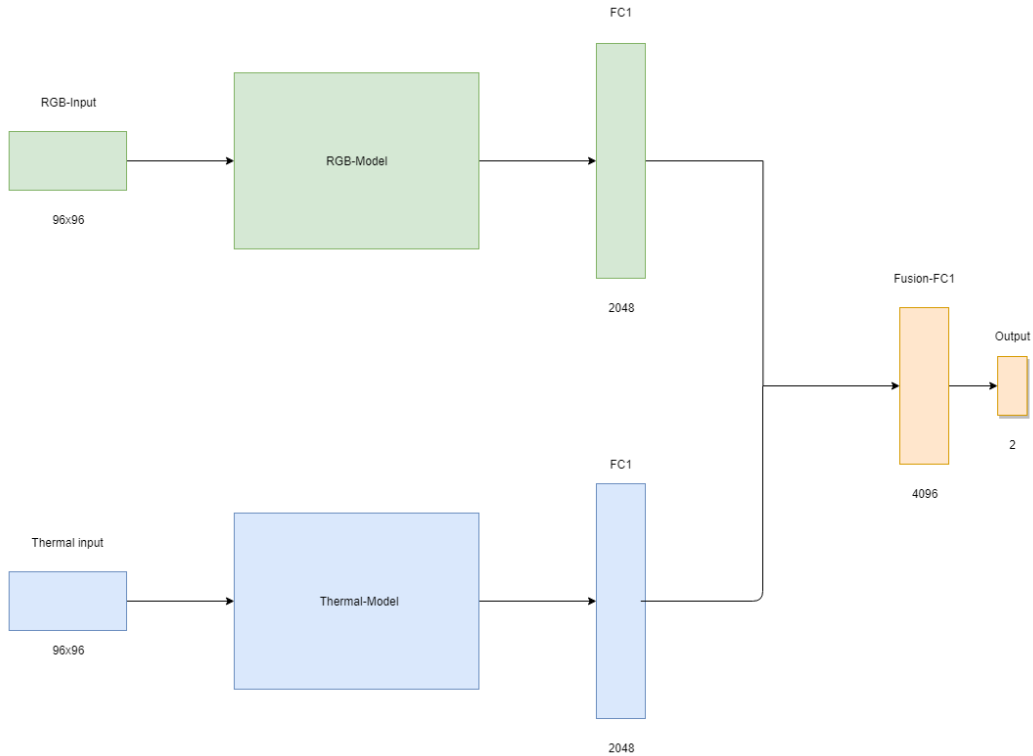 FC1
RGB-Input
RGB-Model
96x96
2048
Fusion-FC1
Output
2
4096
FC1
Thermal input
Thermal-Model
96x96
2048